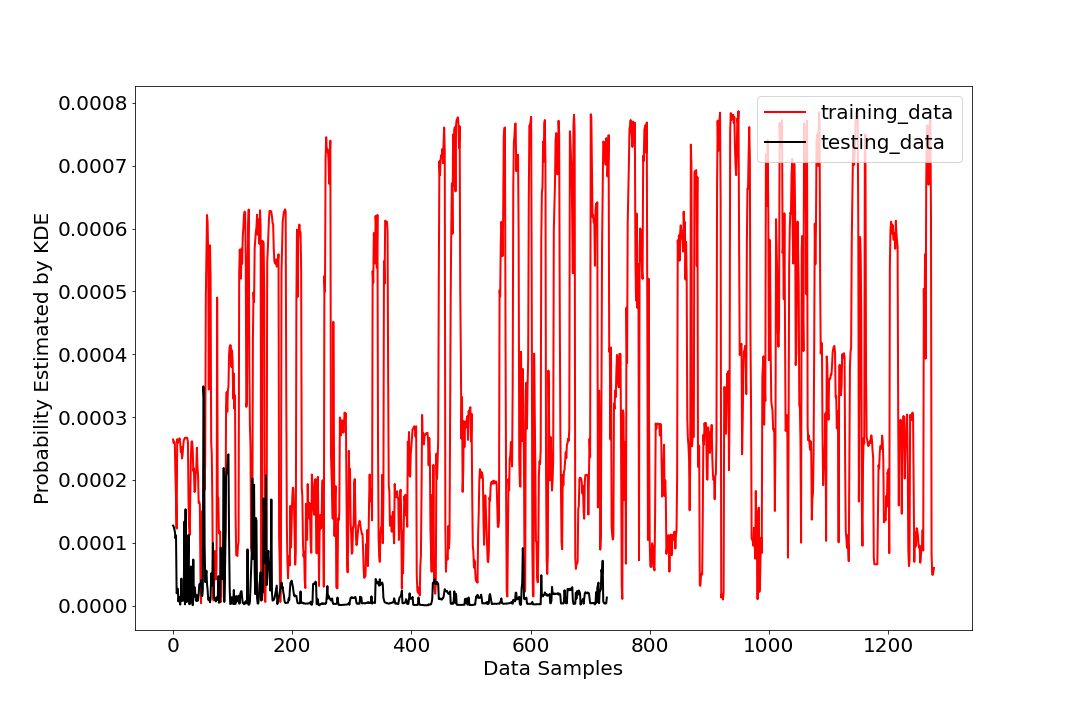 training_data
testing_data
0.0008
0.0007
0.0006
0.0005
0.0004
0.0003
0.0002
0.0001
0.0000
Probability Estimated by KDE
0 200 400 600 800 1000 1200
Data Samples